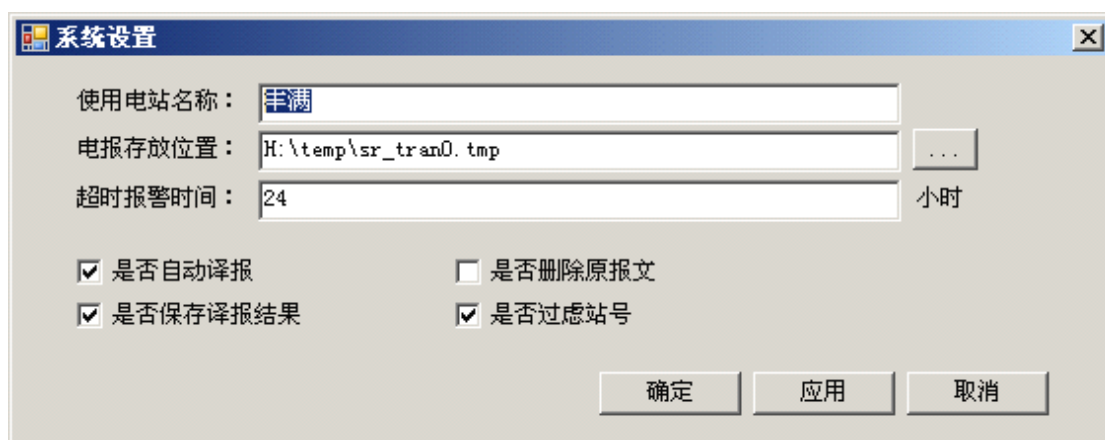 系统设置
使用电站名称： 丰满
电报存放位置： H:\temp\sr_tran0.tmp ...
超时报警时间： 24 小时
是否自动译报 是否删除原报文
是否保存译报结果 是否过虑站号
确定 应用 取消